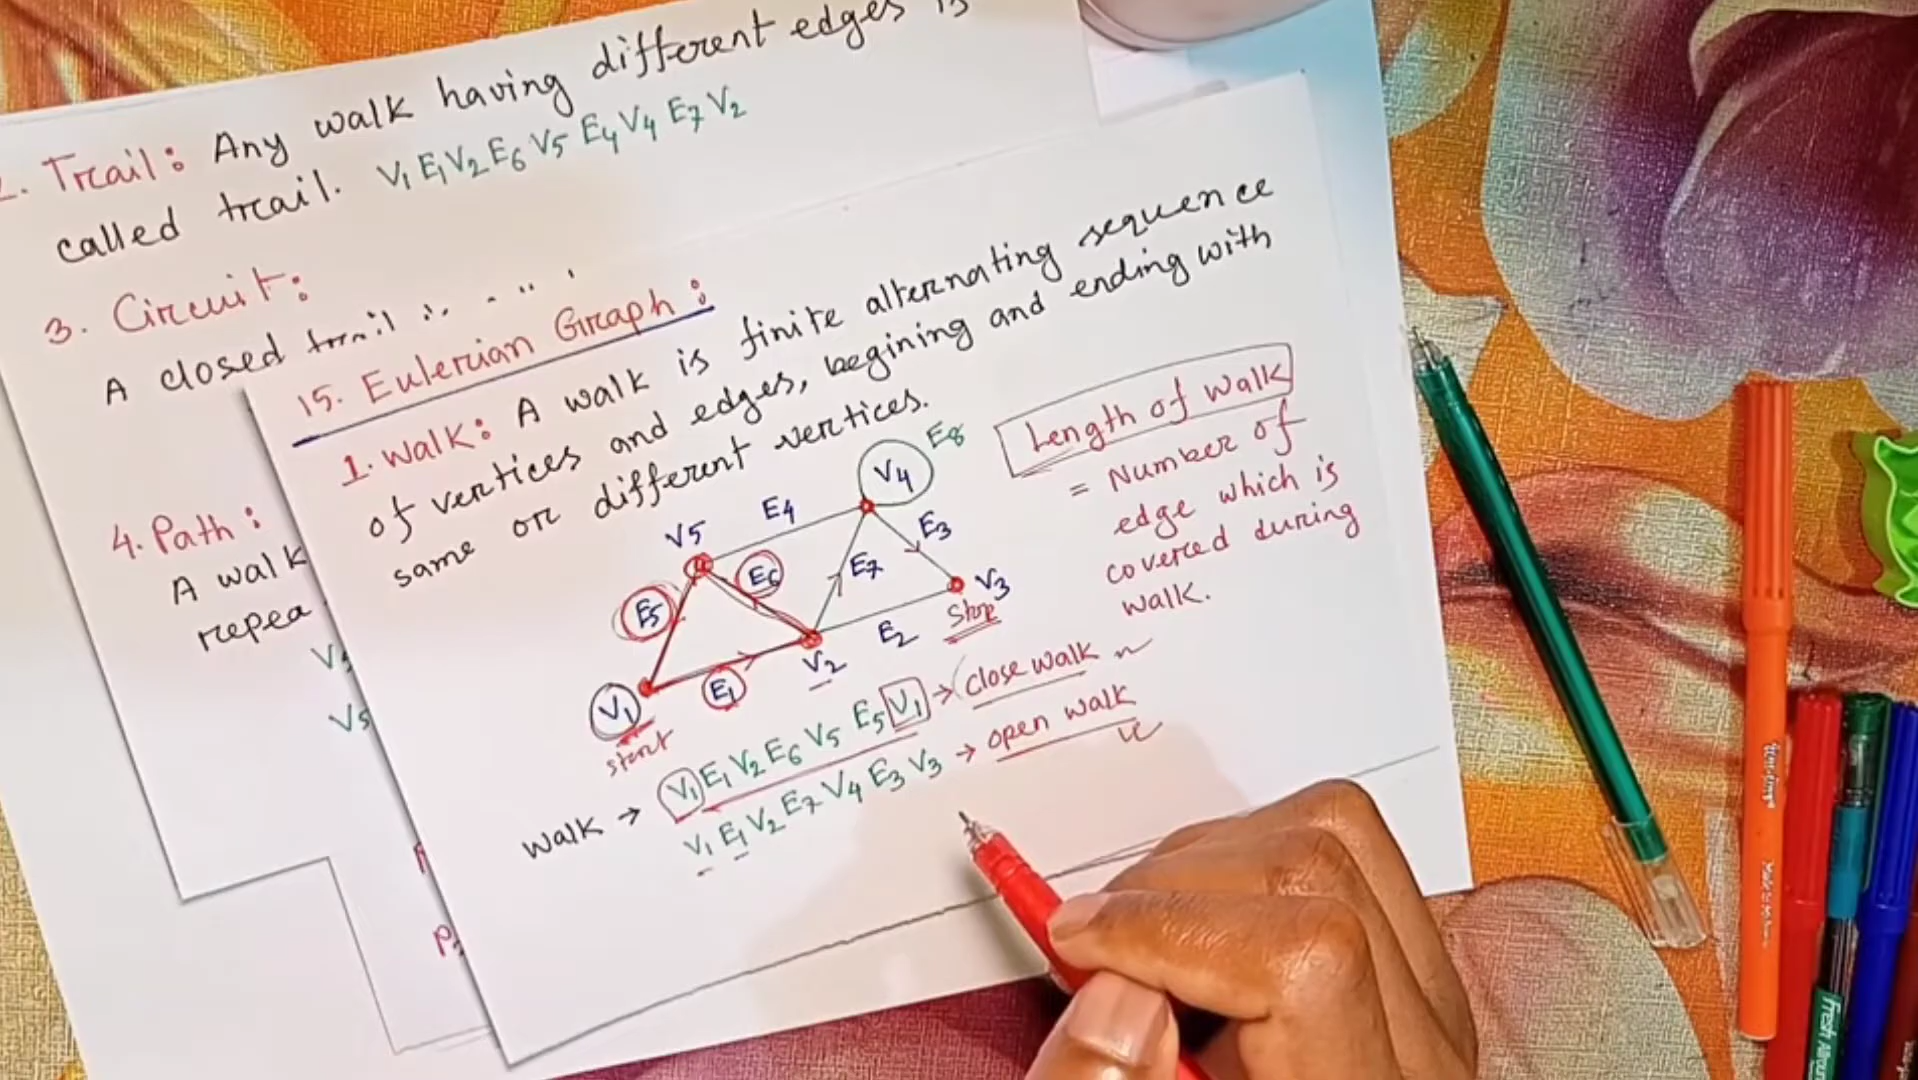 2. Trail: Any walk having different edges is
called trail. V1 E1 V2 E6 V5 E4 V4 E7 V2
3. Circuit:
A closed trail
4. Path:
A walk
repea
V5
15. Eulerian Graph:
1. Walk: A walk is finite alternating sequence
of vertices and edges, begining and ending with
same or different vertices.
Length of walk
= Number of
edge which is
covered during
walk.
V4 E8
V5 E4 E3
E5 E6 E7 V3
Stop
E2
V1 E1 V2
start
walk → V1 E1 V2 E6 V5 E5 V1 → close walk
V1 E1 V2 E7 V4 E3 V3 → open walk